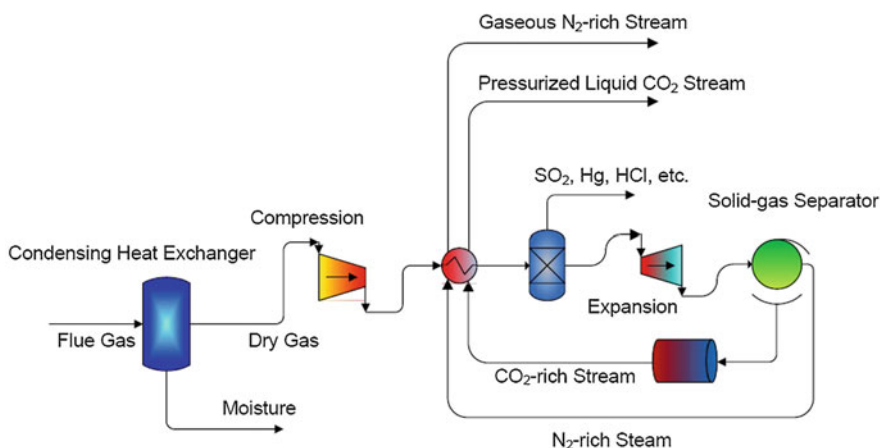 Gaseous N₂-rich Stream
Pressurized Liquid CO₂ Stream
SO₂, Hg, HCl, etc.
Solid-gas Separator
Compression
Condensing Heat Exchanger
Expansion
Flue Gas
Dry Gas
CO₂-rich Stream
Moisture
N₂-rich Steam